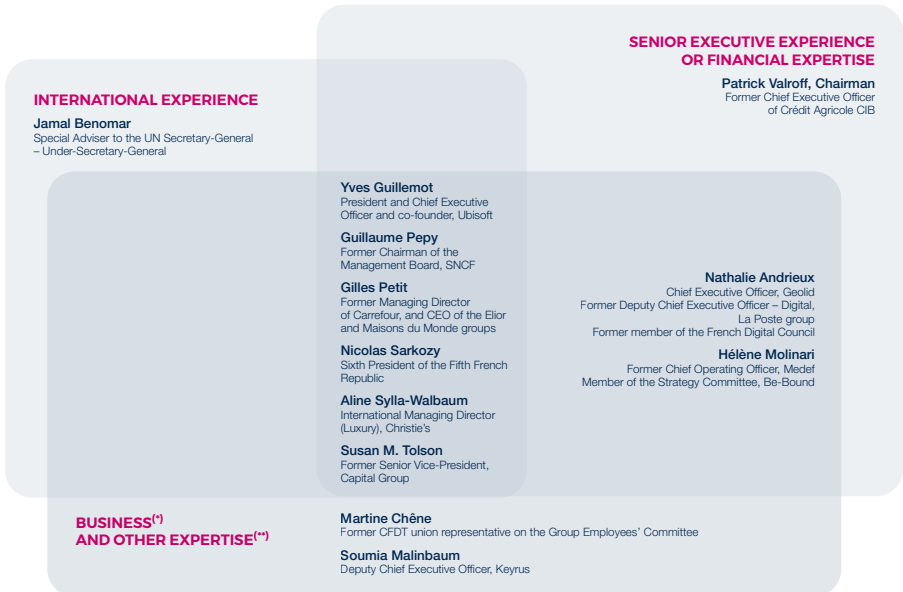 SENIOR EXECUTIVE EXPERIENCE
OR FINANCIAL EXPERTISE
Patrick Valroff, Chairman
Former Chief Executive Officer
of Crédit Agricole CIB
INTERNATIONAL EXPERIENCE
Jamal Benomar
Special Adviser to the UN Secretary-General
– Under-Secretary-General
Yves Guillemot
President and Chief Executive
Officer and co-founder, Ubisoft
Guillaume Pepy
Former Chairman of the
Management Board, SNCF
Gilles Petit
Former Managing Director
of Carrefour, and CEO of the Elior
and Maisons du Monde groups
Nicolas Sarkozy
Sixth President of the Fifth French
Republic
Aline Sylla-Walbaum
International Managing Director
(Luxury), Christie's
Susan M. Tolson
Former Senior Vice-President,
Capital Group
Nathalie Andrieux
Chief Executive Officer, Geolid
Former Deputy Chief Executive Officer – Digital,
La Poste group
Former member of the French Digital Council
Hélène Molinari
Former Chief Operating Officer, Medef
Member of the Strategy Committee, Be-Bound
BUSINESS(*)
AND OTHER EXPERTISE(**)
Martine Chêne
Former CFDT union representative on the Group Employees' Committee
Soumia Malinbaum
Deputy Chief Executive Officer, Keyrus